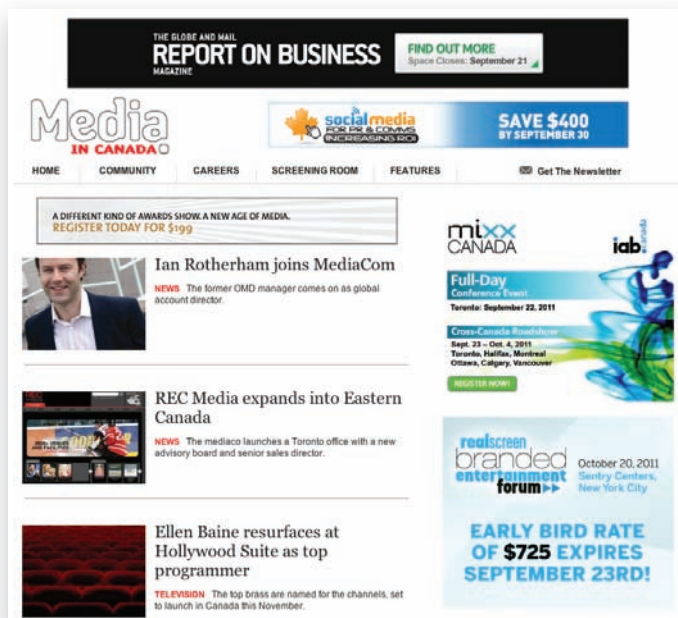 THE GLOBE AND MAIL
REPORT ON BUSINESS
MAGAZINE
FIND OUT MORE
Space Closes: September 21
Media
IN CANADA
socialmedia
FOR PR & COMMS
INCREASING ROI
SAVE $400
BY SEPTEMBER 30
HOME COMMUNITY CAREERS SCREENING ROOM FEATURES Get The Newsletter
A DIFFERENT KIND OF AWARDS SHOW. A NEW AGE OF MEDIA.
REGISTER TODAY FOR $199
Ian Rotherham joins MediaCom
NEWS The former OMD manager comes on as global
account director.
REC Media expands into Eastern
Canada
NEWS The mediaco launches a Toronto office with a new
advisory board and senior sales director.
Ellen Baine resurfaces at
Hollywood Suite as top
programmer
TELEVISION The top brass are named for the channels, set
to launch in Canada this November.
mixx
CANADA
iab canada
Full-Day
Conference Event
Toronto: September 22, 2011
Cross-Canada Roadshow
Sept. 23 – Oct. 4, 2011
Toronto, Halifax, Montreal
Ottawa, Calgary, Vancouver
REGISTER NOW!
realscreen
branded
entertainment
forum
October 20, 2011
Sentry Centers,
New York City
EARLY BIRD RATE
OF $725 EXPIRES
SEPTEMBER 23RD!